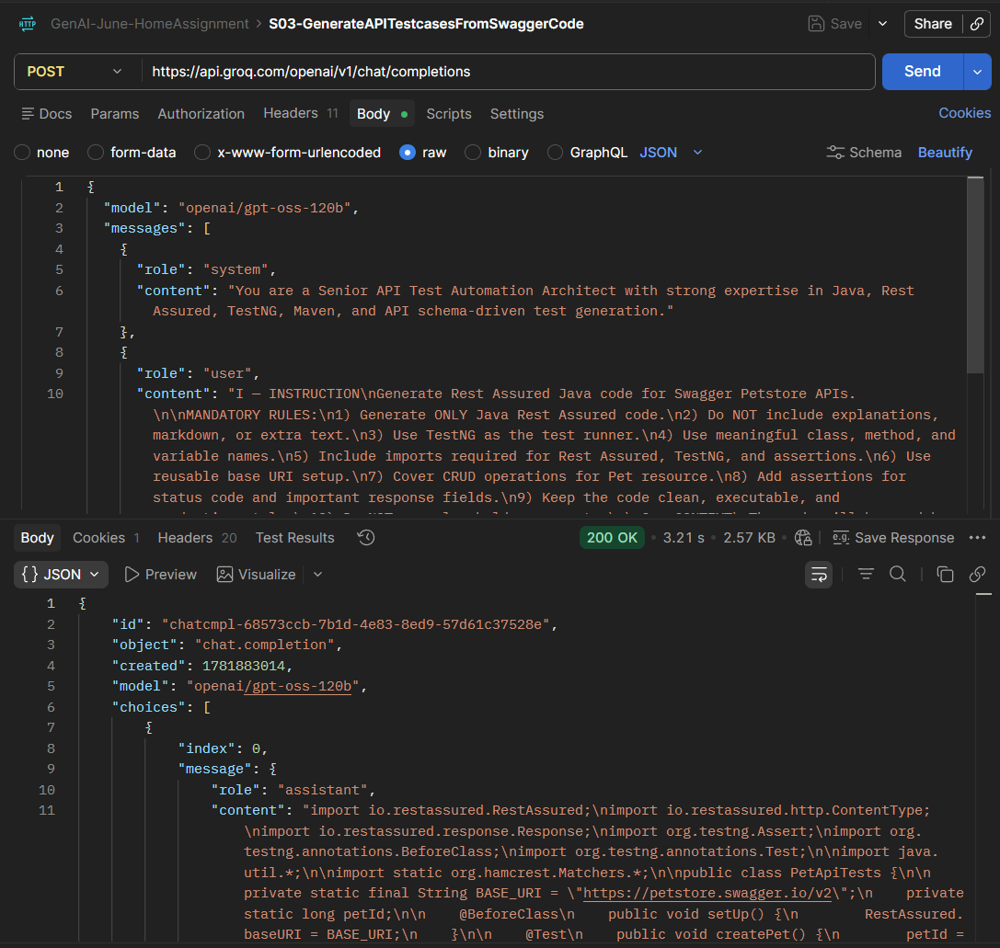 HTTP GenAI-June-HomeAssignment > S03-GenerateAPITestcasesFromSwaggerCode Save Share
POST https://api.groq.com/openai/v1/chat/completions Send
Docs Params Authorization Headers 11 Body Scripts Settings Cookies
none form-data x-www-form-urlencoded raw binary GraphQL JSON Schema Beautify
1 {
2 "model": "openai/gpt-oss-120b",
3 "messages": [
4 {
5 "role": "system",
6 "content": "You are a Senior API Test Automation Architect with strong expertise in Java, Rest
Assured, TestNG, Maven, and API schema-driven test generation."
7 },
8 {
9 "role": "user",
10 "content": "I — INSTRUCTION\nGenerate Rest Assured Java code for Swagger Petstore APIs.
\n\nMANDATORY RULES:\n1) Generate ONLY Java Rest Assured code.\n2) Do NOT include explanations,
markdown, or extra text.\n3) Use TestNG as the test runner.\n4) Use meaningful class, method, and
variable names.\n5) Include imports required for Rest Assured, TestNG, and assertions.\n6) Use
reusable base URI setup.\n7) Cover CRUD operations for Pet resource.\n8) Add assertions for
status code and important response fields.\n9) Keep the code clean, executable, and
Body Cookies 1 Headers 20 Test Results 200 OK • 3.21 s • 2.57 KB • e.g. Save Response
{} JSON Preview Visualize
1 {
2 "id": "chatcmpl-68573ccb-7b1d-4e83-8ed9-57d61c37528e",
3 "object": "chat.completion",
4 "created": 1781883014,
5 "model": "openai/gpt-oss-120b",
6 "choices": [
7 {
8 "index": 0,
9 "message": {
10 "role": "assistant",
11 "content": "import io.restassured.RestAssured;\nimport io.restassured.http.ContentType;
\nimport io.restassured.response.Response;\nimport org.testng.Assert;\nimport org.
testng.annotations.BeforeClass;\nimport org.testng.annotations.Test;\n\nimport java.
util.*;\n\nimport static org.hamcrest.Matchers.*;\n\npublic class PetApiTests {\n\n
private static final String BASE_URI = \"https://petstore.swagger.io/v2\";\n private
static long petId;\n\n @BeforeClass\n public void setUp() {\n RestAssured.
baseURI = BASE_URI;\n }\n\n @Test\n public void createPet() {\n petId =